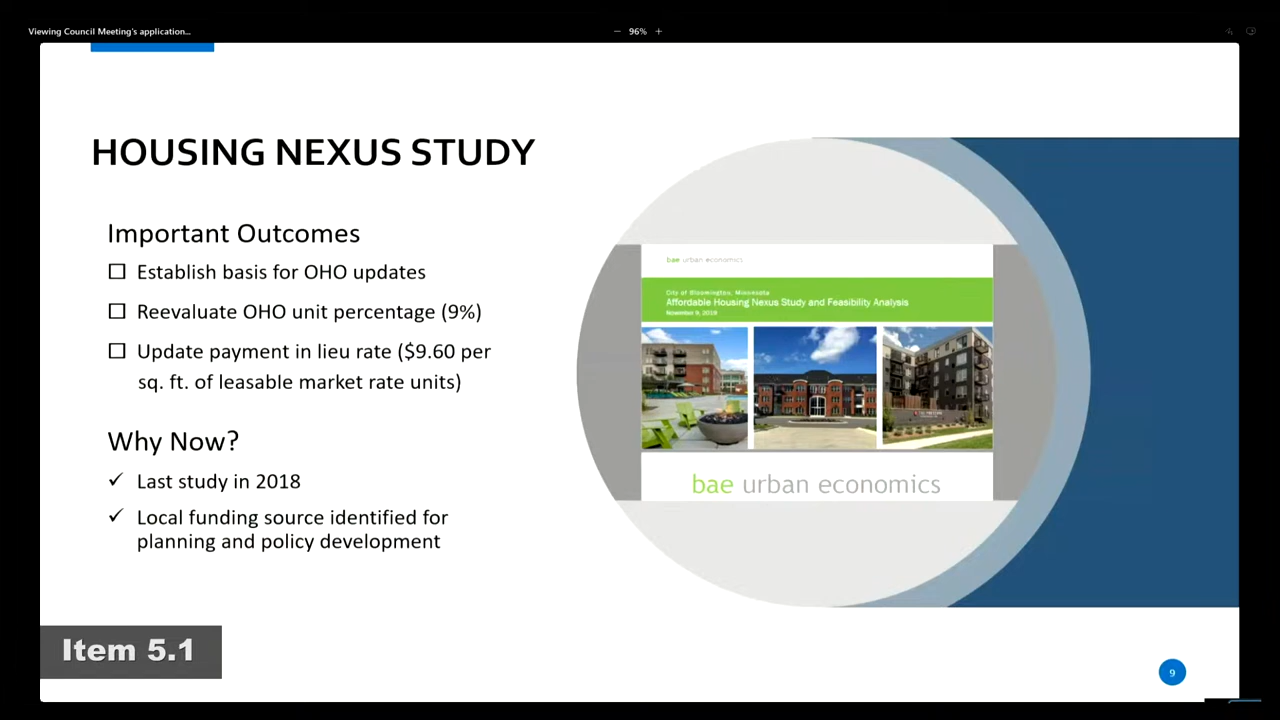 Viewing Council Meeting's application...
96%
HOUSING NEXUS STUDY
Important Outcomes
Establish basis for OHO updates
Reevaluate OHO unit percentage (9%)
Update payment in lieu rate ($9.60 per
sq. ft. of leasable market rate units)
Why Now?
Last study in 2018
Local funding source identified for
planning and policy development
bae urban economics
City of Bloomington, Minnesota
Affordable Housing Nexus Study and Feasibility Analysis
bae urban economics
Item 5.1
9